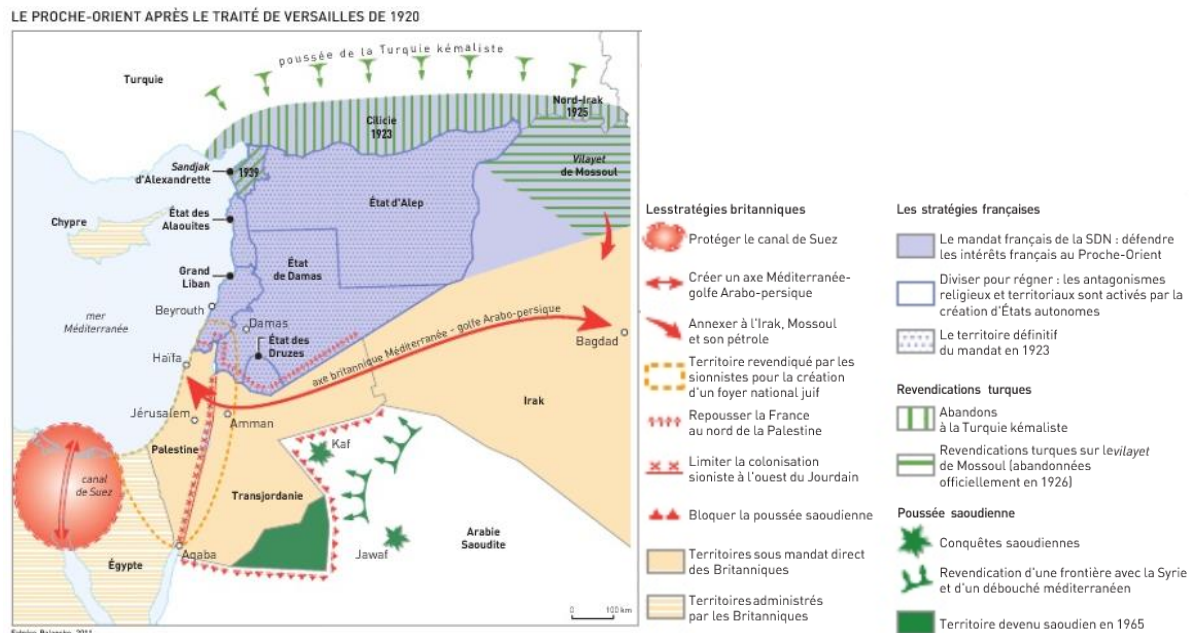 LE PROCHE-ORIENT APRÈS LE TRAITÉ DE VERSAILLES DE 1920
poussée de la Turquie kémaliste
Turquie
Nord-Irak
1925
Cilicie
1923
Vilayet
de Mossoul
Sandjak
d'Alexandrette
1939
État d'Alep
Chypre
État des
Alaouites
État
de Damas
Grand
Liban
Beyrouth
mer
Méditerranée
Damas
État des
Druzes
Haïfa
axe britannique Méditerranée - golfe Arabo-persique
Bagdad
Irak
Jérusalem
Amman
Palestine
Kaf
canal
de Suez
Transjordanie
Jawaf
Arabie
Saoudite
Aqaba
Égypte
0 100 km
Lesstratégies britanniques
Protéger le canal de Suez
Créer un axe Méditerranée-
golfe Arabo-persique
Annexer à l'Irak, Mossoul
et son pétrole
Territoire revendiqué par les
sionnistes pour la création
d'un foyer national juif
Repousser la France
au nord de la Palestine
Limiter la colonisation
sioniste à l'ouest du Jourdain
Bloquer la poussée saoudienne
Territoires sous mandat direct
des Britanniques
Territoires administrés
par les Britanniques
Les stratégies françaises
Le mandat français de la SDN : défendre
les intérêts français au Proche-Orient
Diviser pour régner : les antagonismes
religieux et territoriaux sont activés par la
création d'États autonomes
Le territoire définitif
du mandat en 1923
Revendications turques
Abandons
à la Turquie kémaliste
Revendications turques sur levilayet
de Mossoul (abandonnées
officiellement en 1926)
Poussée saoudienne
Conquêtes saoudiennes
Revendication d'une frontière avec la Syrie
et d'un débouché méditerranéen
Territoire devenu saoudien en 1965